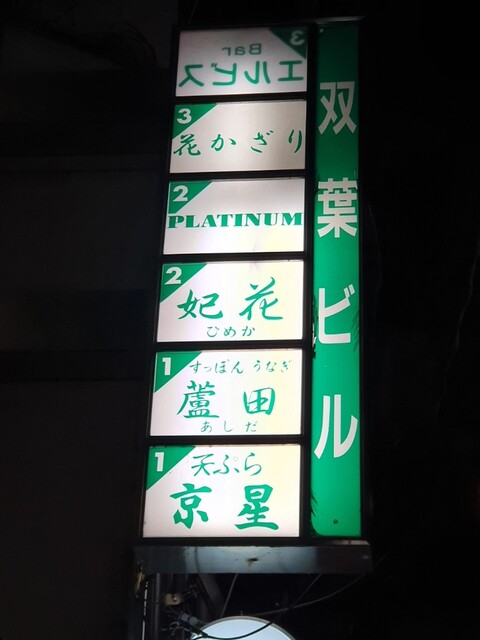 双葉ビル
3
Bar
エルビス
3
花かざり
2
PLATINUM
2
妃花
ひめか
1
すっぽん うなぎ
蘆田
あしだ
1
天ぷら
京星